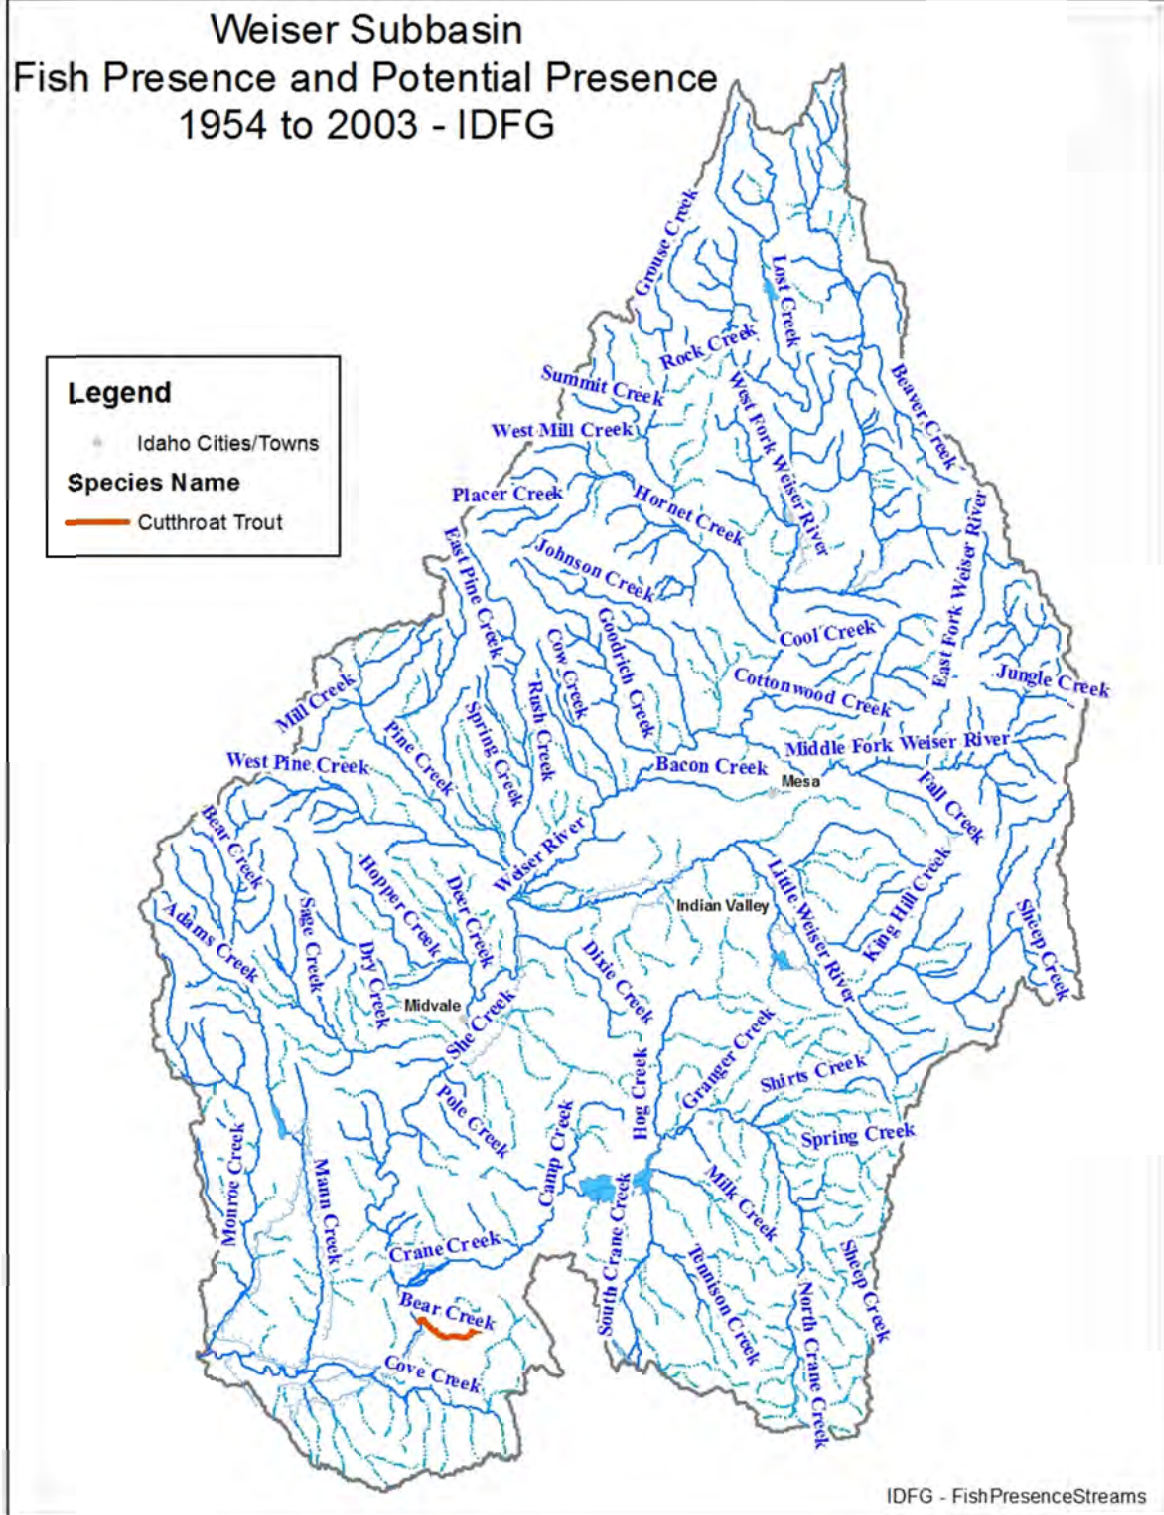 Weiser Subbasin
Fish Presence and Potential Presence
1954 to 2003 - IDFG
Legend
Idaho Cities/Towns
Species Name
Cutthroat Trout
Grouse Creek
Lost Creek
Rock Creek
Summit Creek
West Fork Weiser River
Beaver Creek
West Mill Creek
Placer Creek
Hornet Creek
East Pine Creek
Johnson Creek
East Fork Weiser River
Cow Creek
Goodrich Creek
Cool Creek
Jungle Creek
Mill Creek
Rush Creek
Cottonwood Creek
Spring Creek
Pine Creek
Middle Fork Weiser River
West Pine Creek
Bacon Creek
Mesa
Fall Creek
Bear Creek
Weiser River
Hopper Creek
Deer Creek
Little Weiser River
King Hill Creek
Indian Valley
Sage Creek
Adams Creek
Sheep Creek
Dry Creek
Dixie Creek
Midvale
She Creek
Granger Creek
Hog Creek
Shirts Creek
Pole Creek
Camp Creek
Spring Creek
Monroe Creek
Mann Creek
Milk Creek
South Crane Creek
Crane Creek
Tennison Creek
Sheep Creek
Bear Creek
North Crane Creek
Cove Creek
IDFG - FishPresenceStreams